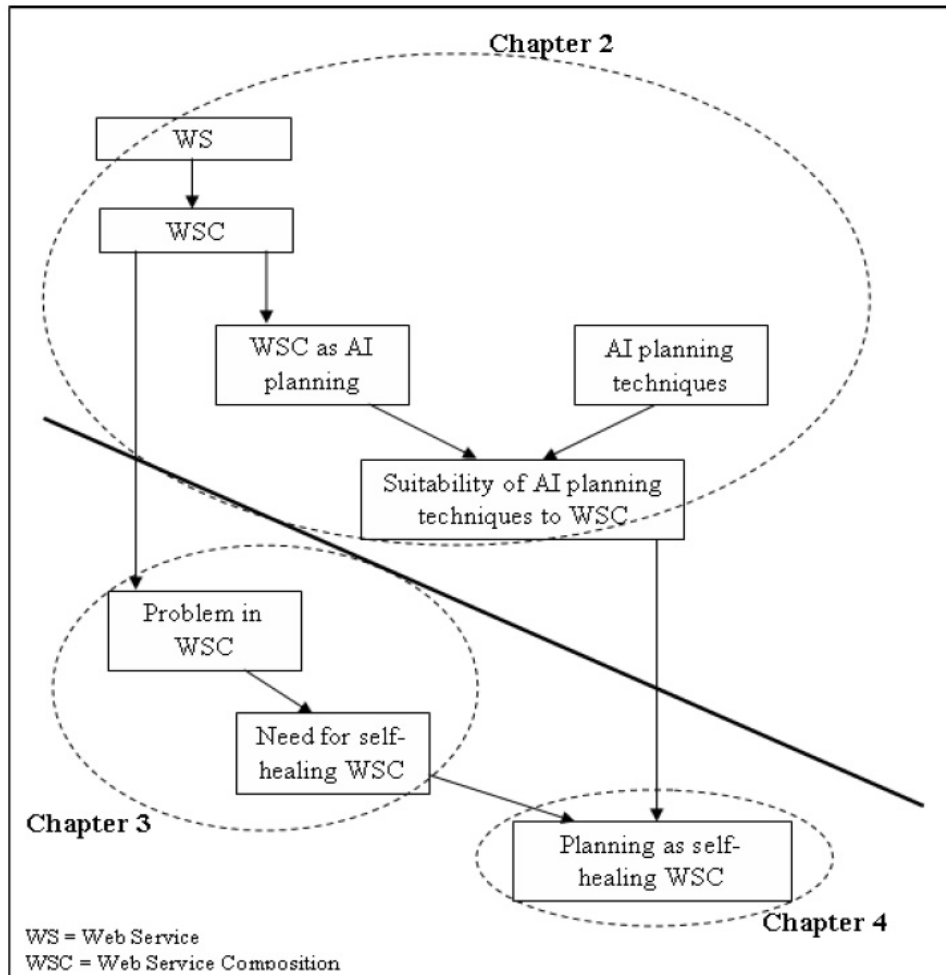 Chapter 2
WS
WSC
WSC as AI
planning
AI planning
techniques
Suitability of AI planning
techniques to WSC
Problem in
WSC
Need for self-
healing WSC
Chapter 3
Planning as self-
healing WSC
Chapter 4
WS = Web Service
WSC = Web Service Composition